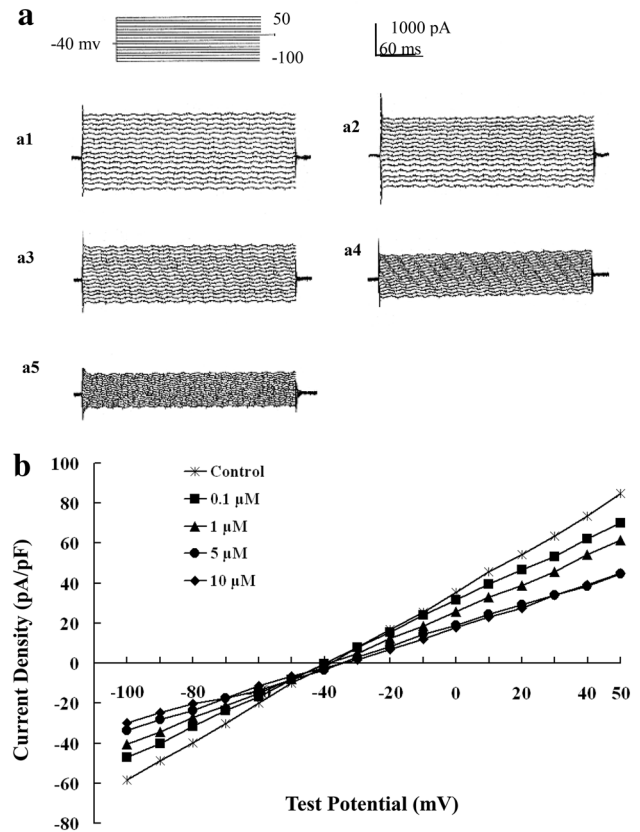 a
50
-40 mv
-100
1000 pA
60 ms
a1
a2
a3
a4
a5
b
100
80
60
40
20
0
-20
-40
-60
-80
Current Density (pA/pF)
Control
0.1 µM
1 µM
5 µM
10 µM
-100 -80 -60 -40 -20 0 20 40 50
Test Potential (mV)